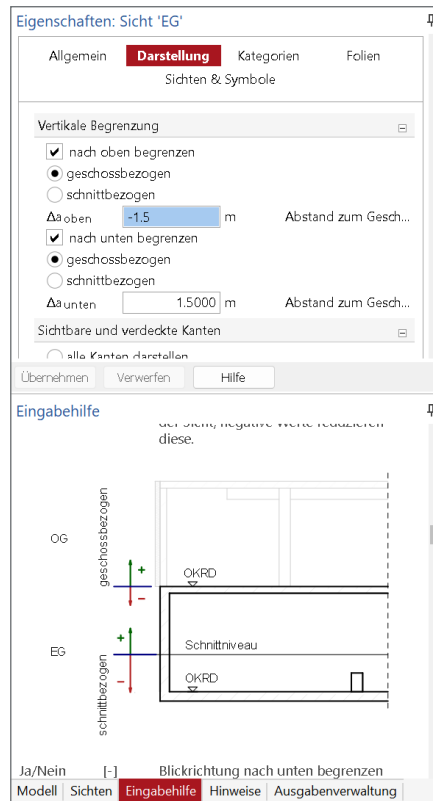 Eigenschaften: Sicht 'EG'
Allgemein Darstellung Kategorien Folien
Sichten & Symbole
Vertikale Begrenzung
nach oben begrenzen
geschossbezogen
schnittbezogen
Δa oben -1.5 m Abstand zum Gesch...
nach unten begrenzen
geschossbezogen
schnittbezogen
Δa unten 1.5000 m Abstand zum Gesch...
Sichtbare und verdeckte Kanten
alle Kanten darstellen
Übernehmen Verwerfen Hilfe
Eingabehilfe
der Sicht, negative Werte reduzieren
diese.
OG
geschossbezogen
+
-
OKRD
EG
schnittbezogen
+
-
Schnittniveau
OKRD
Ja/Nein [-] Blickrichtung nach unten begrenzen
Modell Sichten Eingabehilfe Hinweise Ausgabenverwaltung